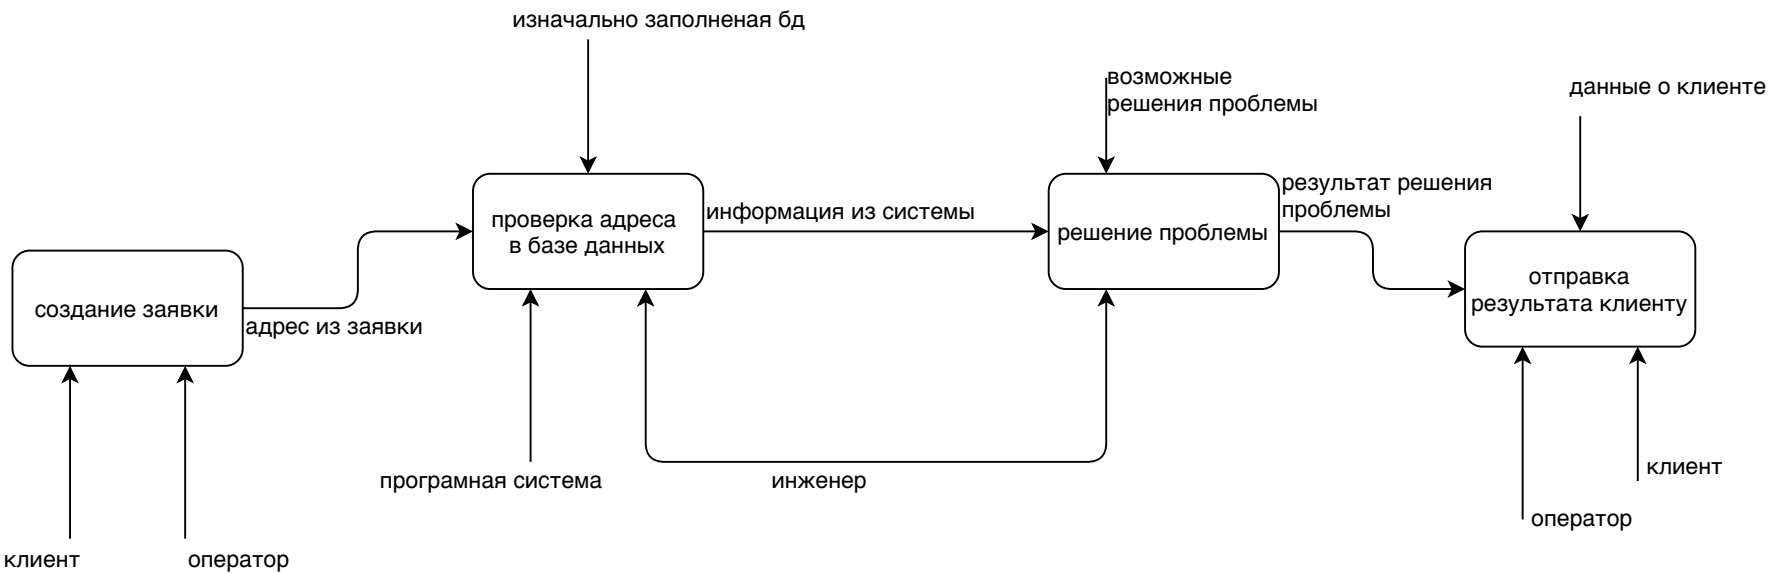 изначально заполненая бд
возможные
решения проблемы
данные о клиенте
проверка адреса
в базе данных
информация из системы
решение проблемы
результат решения
проблемы
отправка
результата клиенту
создание заявки
адрес из заявки
програмная система
инженер
клиент
оператор
клиент
оператор